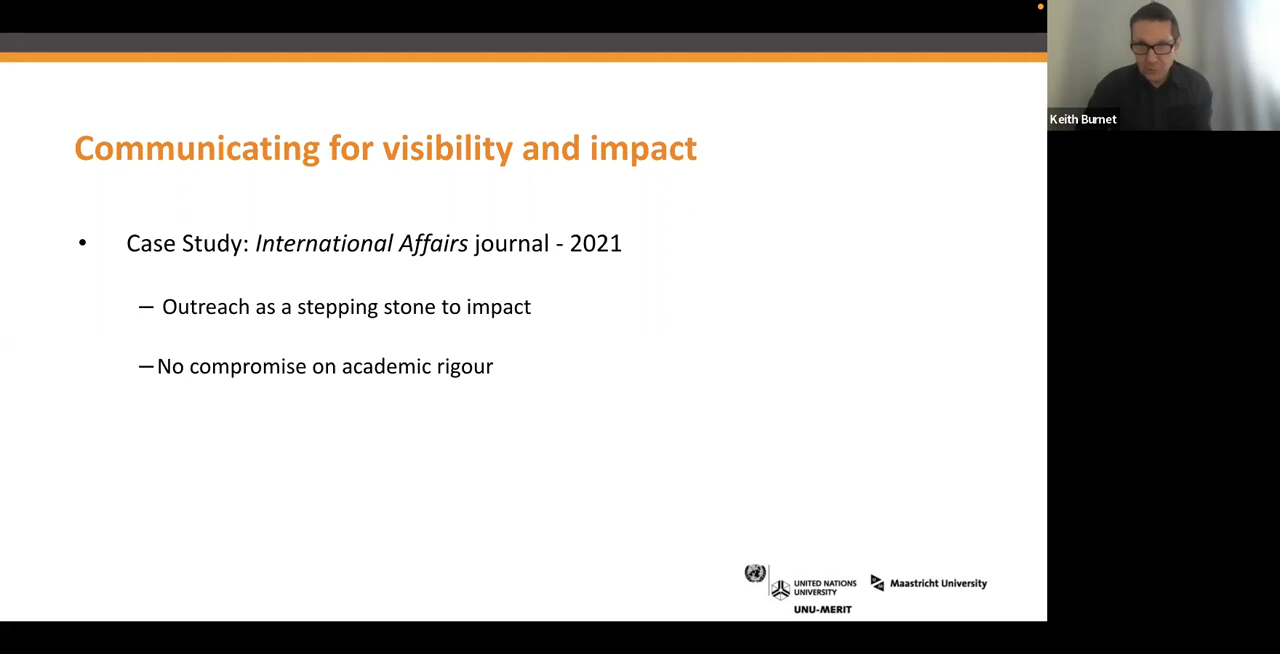 Communicating for visibility and impact
• Case Study: International Affairs journal - 2021
– Outreach as a stepping stone to impact
– No compromise on academic rigour
UNITED NATIONS
UNIVERSITY
UNU-MERIT
Maastricht University
Keith Burnet